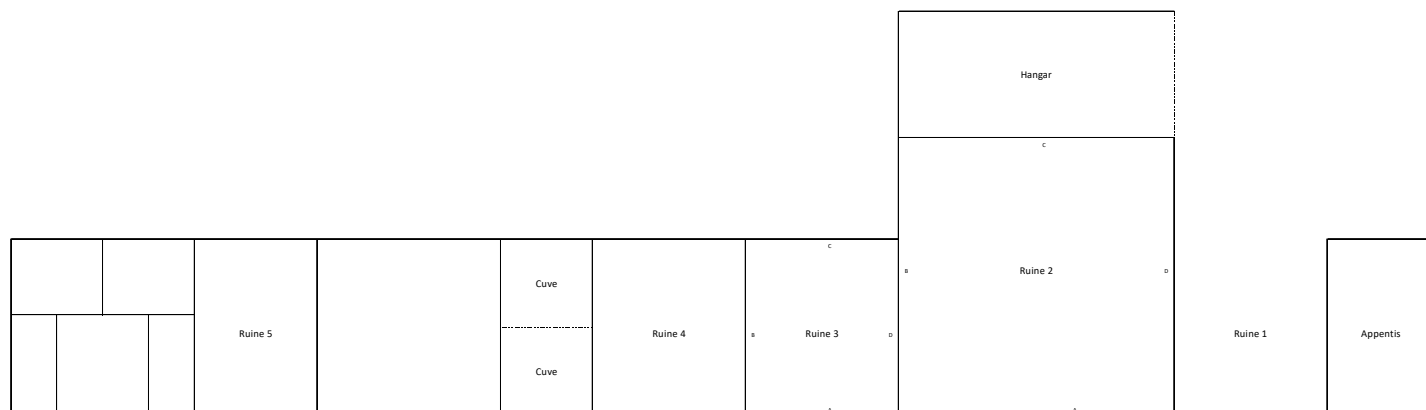 Hangar
C
C
B
Ruine 2
D
Cuve
Ruine 5
Ruine 4
B
Ruine 3
D
Ruine 1
Appentis
Cuve